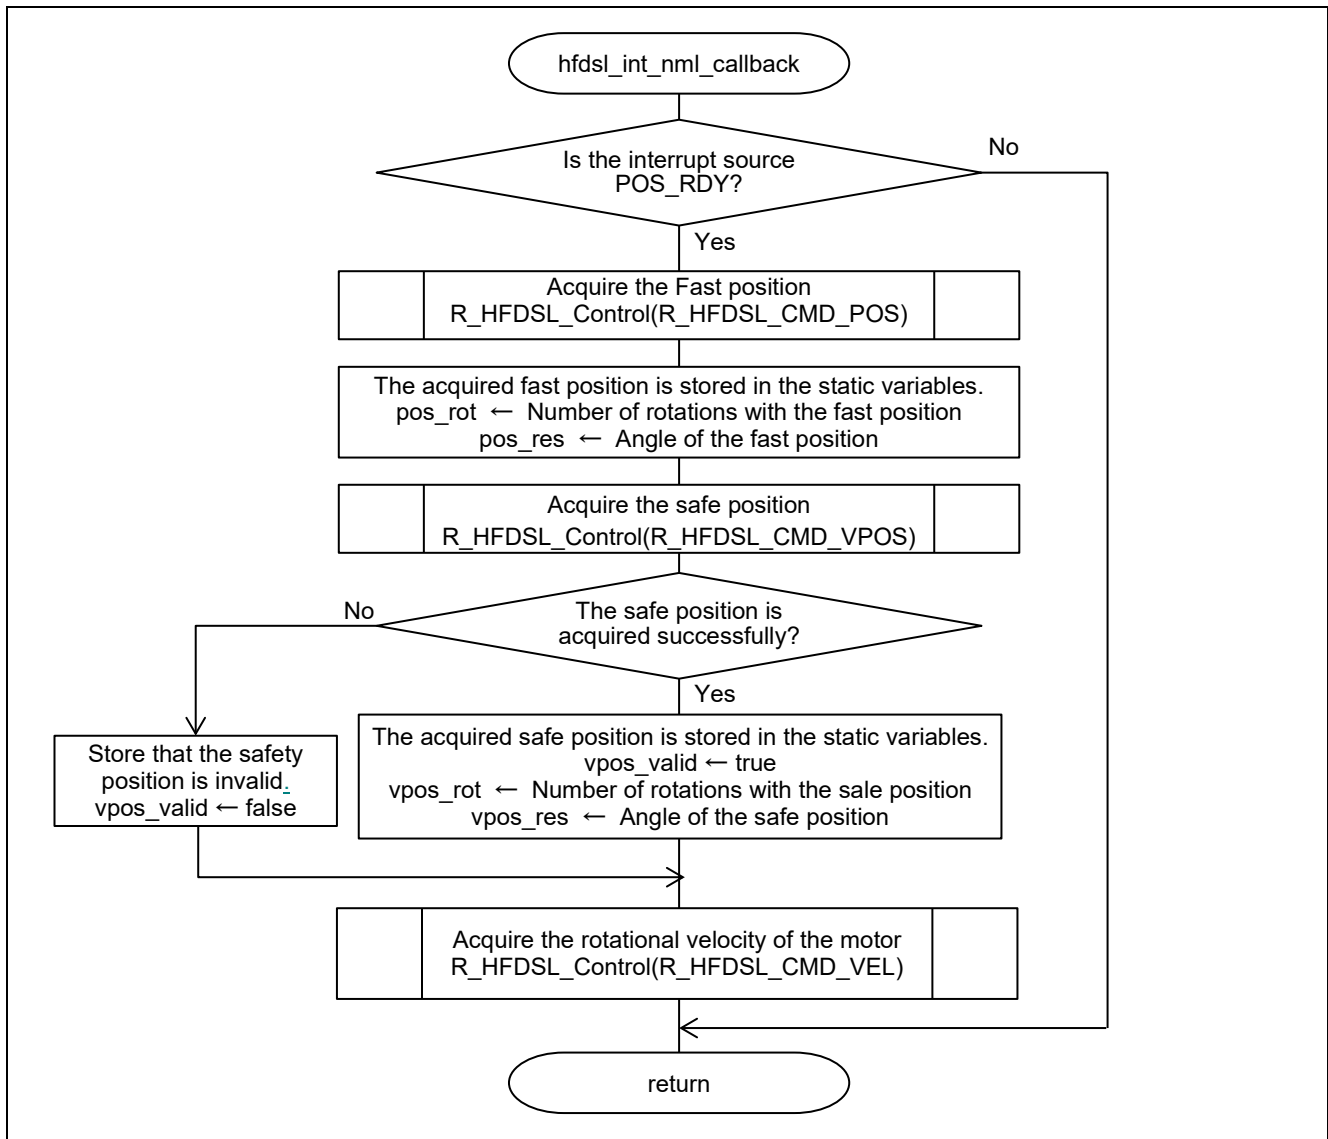 hfdsl_int_nml_callback
Is the interrupt source
POS_RDY?
No
Yes
Acquire the Fast position
R_HFDSL_Control(R_HFDSL_CMD_POS)
The acquired fast position is stored in the static variables.
pos_rot ← Number of rotations with the fast position
pos_res ← Angle of the fast position
Acquire the safe position
R_HFDSL_Control(R_HFDSL_CMD_VPOS)
The safe position is
acquired successfully?
No
Yes
Store that the safety
position is invalid.
vpos_valid ← false
The acquired safe position is stored in the static variables.
vpos_valid ← true
vpos_rot ← Number of rotations with the sale position
vpos_res ← Angle of the safe position
Acquire the rotational velocity of the motor
R_HFDSL_Control(R_HFDSL_CMD_VEL)
return